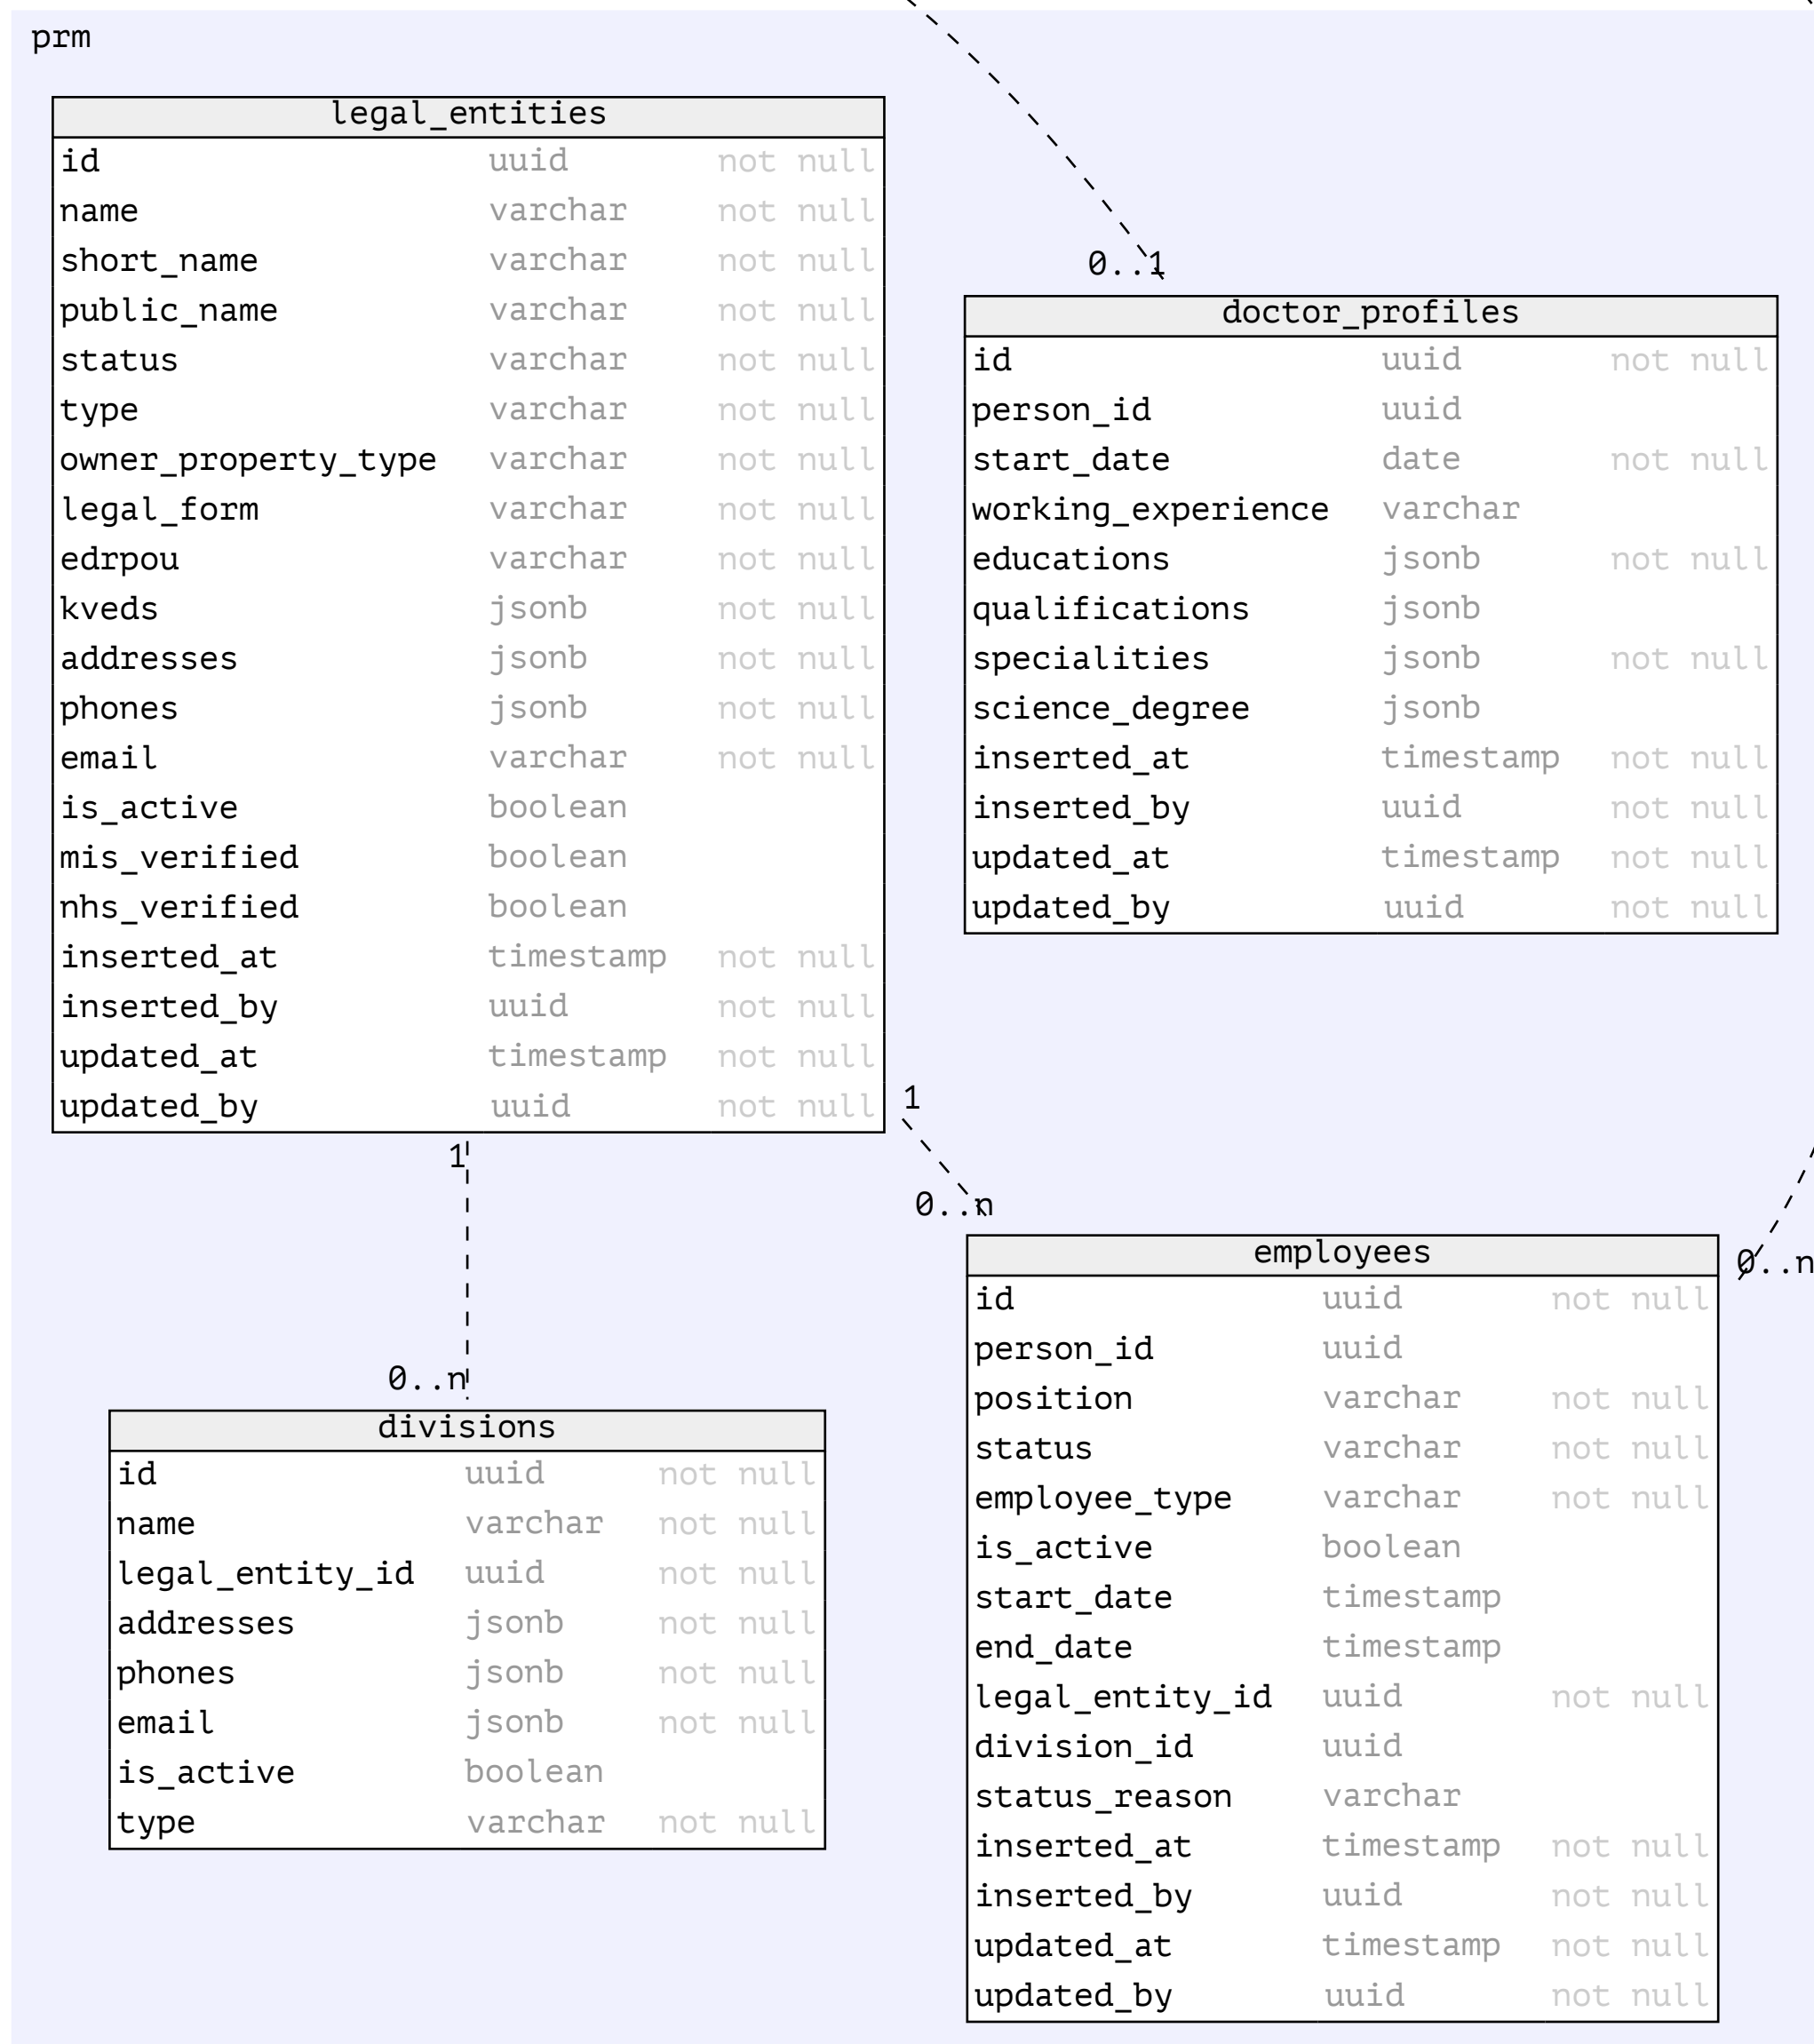 prm
legal_entities
id uuid not null
name varchar not null
short_name varchar not null
public_name varchar not null
status varchar not null
type varchar not null
owner_property_type varchar not null
legal_form varchar not null
edrpou varchar not null
kveds jsonb not null
addresses jsonb not null
phones jsonb not null
email varchar not null
is_active boolean
mis_verified boolean
nhs_verified boolean
inserted_at timestamp not null
inserted_by uuid not null
updated_at timestamp not null
updated_by uuid not null
0..1
doctor_profiles
id uuid not null
person_id uuid
start_date date not null
working_experience varchar
educations jsonb not null
qualifications jsonb
specialities jsonb not null
science_degree jsonb
inserted_at timestamp not null
inserted_by uuid not null
updated_at timestamp not null
updated_by uuid not null
1
1
0..n
0..n
0..n
divisions
id uuid not null
name varchar not null
legal_entity_id uuid not null
addresses jsonb not null
phones jsonb not null
email jsonb not null
is_active boolean
type varchar not null
employees
id uuid not null
person_id uuid
position varchar not null
status varchar not null
employee_type varchar not null
is_active boolean
start_date timestamp
end_date timestamp
legal_entity_id uuid not null
division_id uuid
status_reason varchar
inserted_at timestamp not null
inserted_by uuid not null
updated_at timestamp not null
updated_by uuid not null